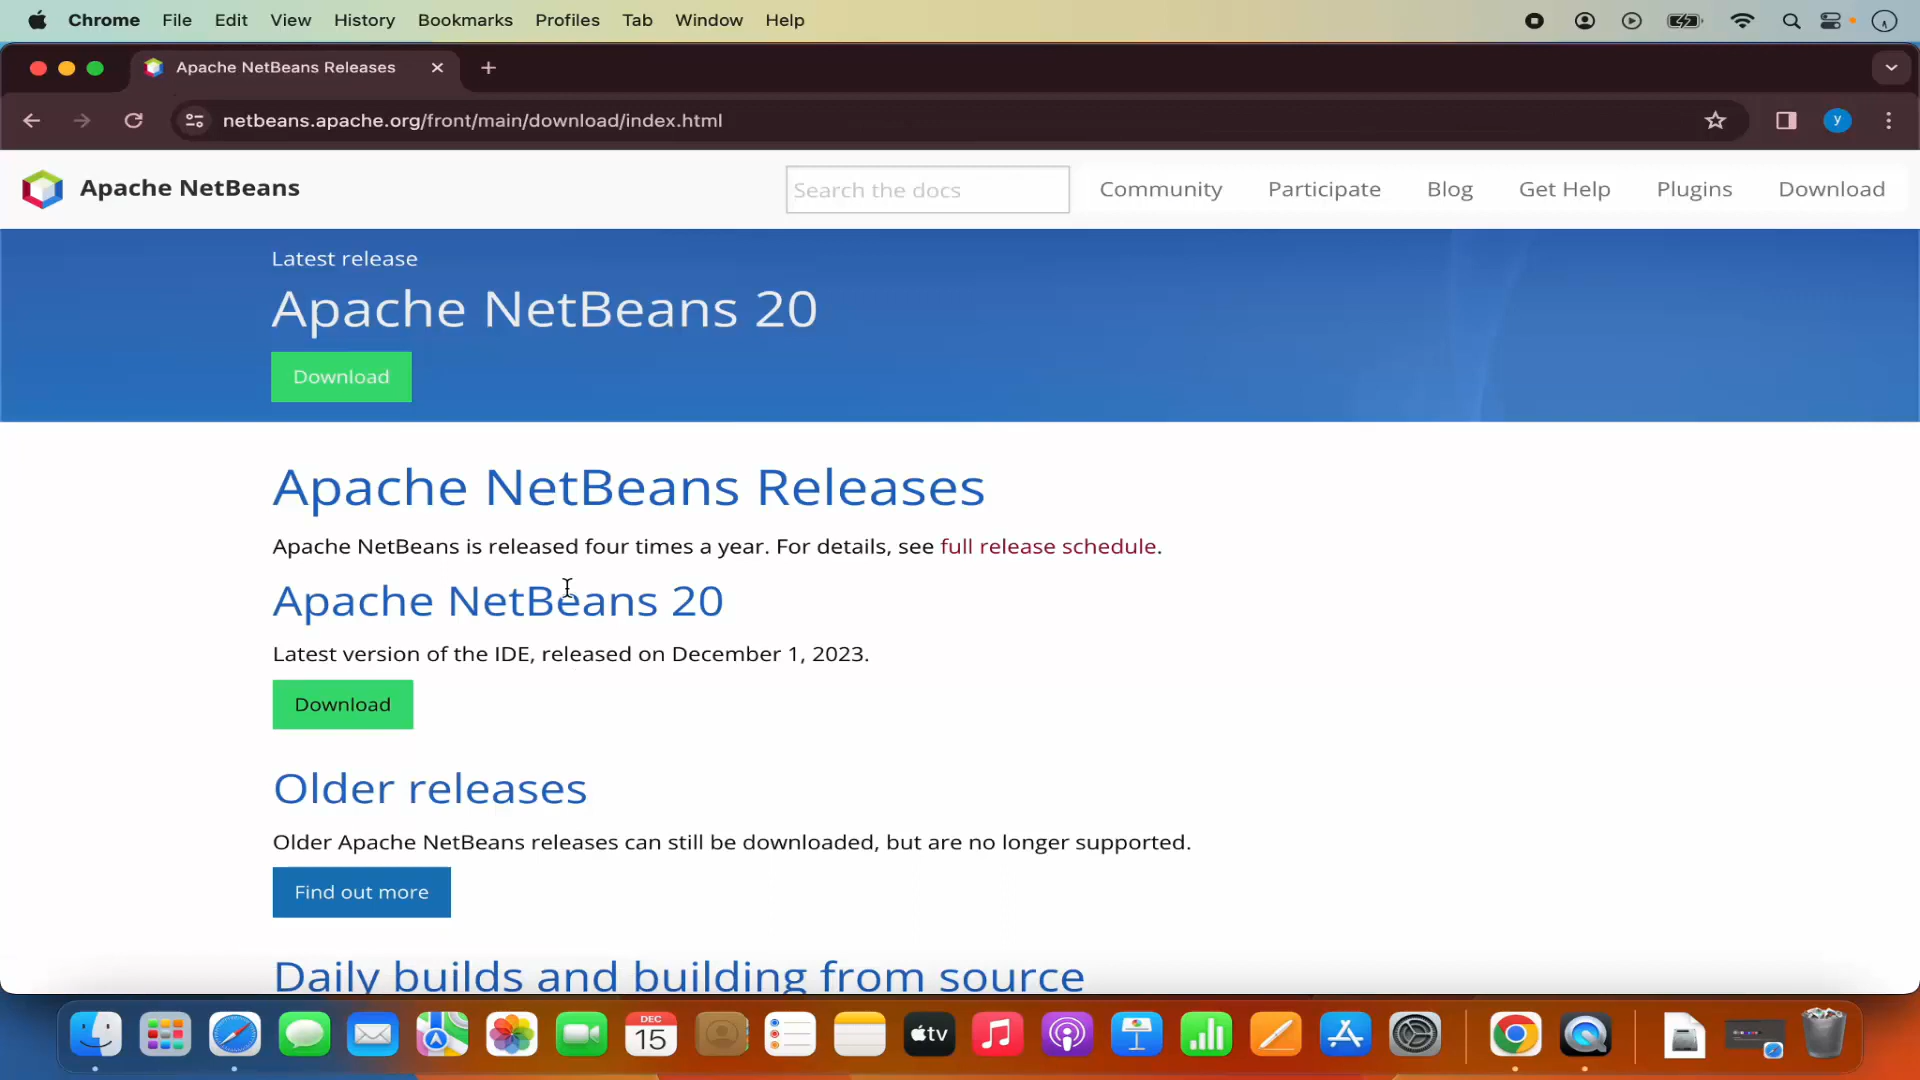 Chrome File Edit View History Bookmarks Profiles Tab Window Help
Apache NetBeans Releases
netbeans.apache.org/front/main/download/index.html
y
Apache NetBeans
Search the docs
Community Participate Blog Get Help Plugins Download
Latest release
Apache NetBeans 20
Download
Apache NetBeans Releases
Apache NetBeans is released four times a year. For details, see full release schedule.
Apache NetBeans 20
Latest version of the IDE, released on December 1, 2023.
Download
Older releases
Older Apache NetBeans releases can still be downloaded, but are no longer supported.
Find out more
Daily builds and building from source
DEC
15
tv